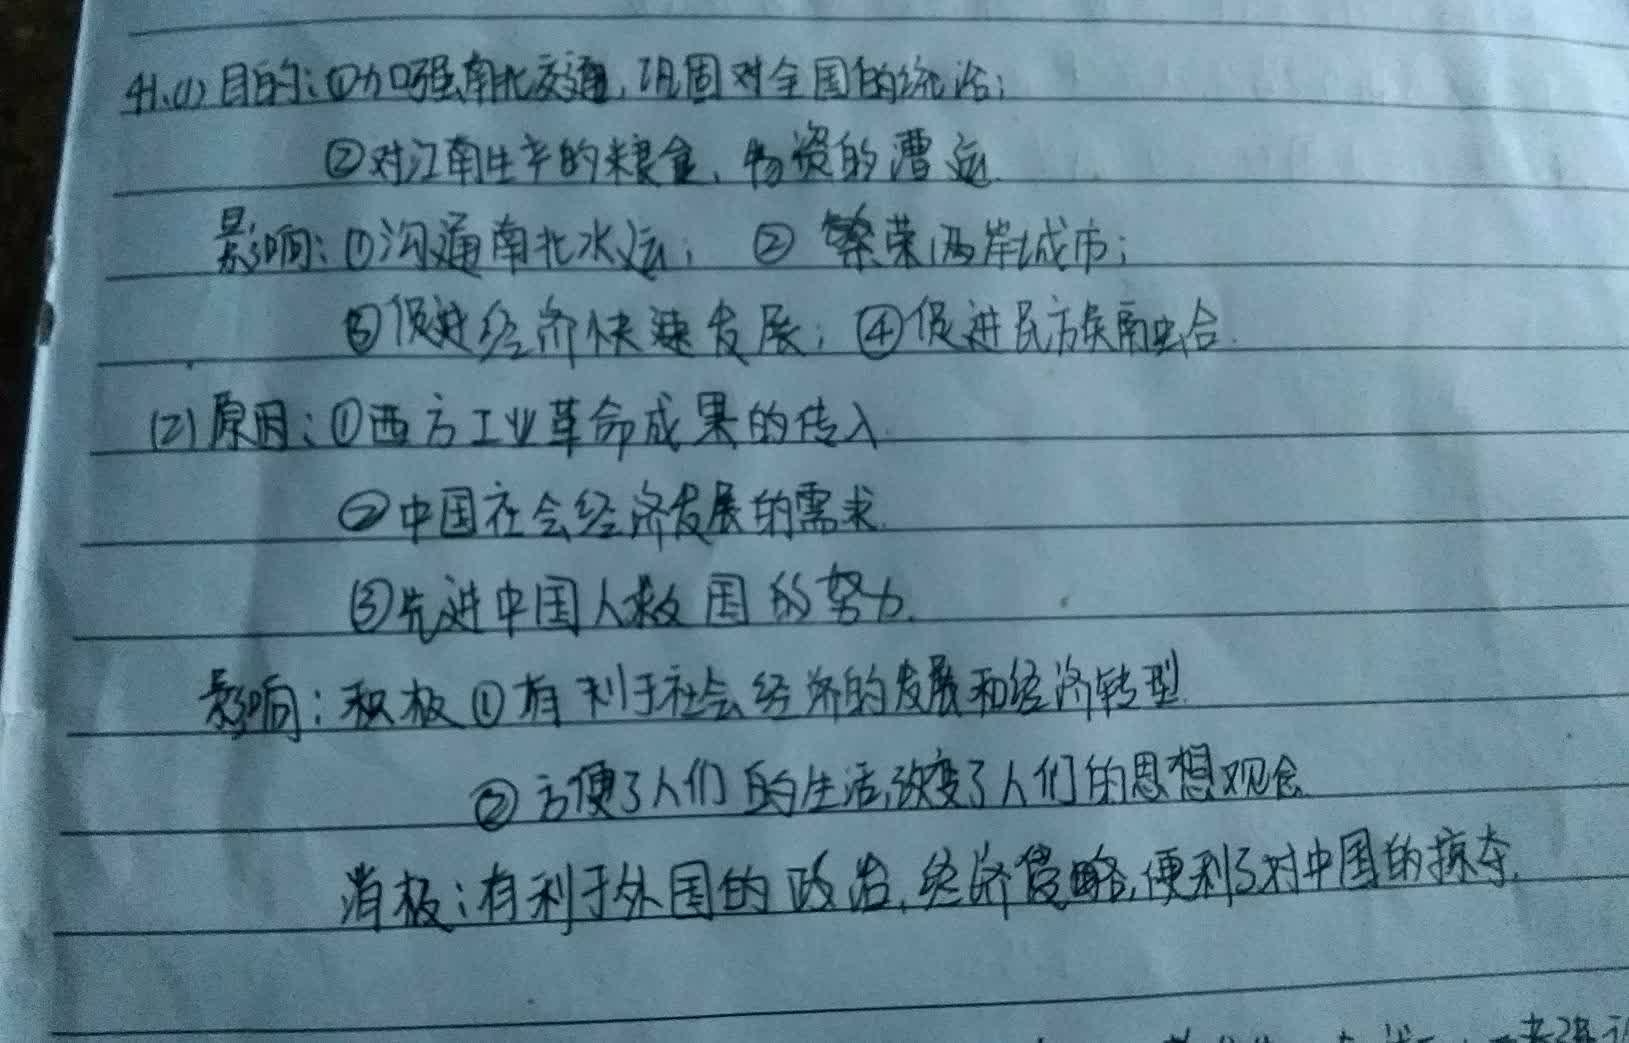 41.(1)目的:①加强南北交通,巩固对全国的统治;
②对江南生产的粮食、物资的漕运.
影响:①沟通南北水运; ②繁荣两岸城市;
③促进经济快速发展; ④促进民族融合.
(2)原因:①西方工业革命成果的传入
②中国社会经济发展的需求.
③先进中国人救国的努力.
影响:积极①有利于社会经济的发展和经济转型.
②方便了人们的生活,改变了人们的思想观念
消极:有利于外国的政治,经济侵略,便利了对中国的掠夺.